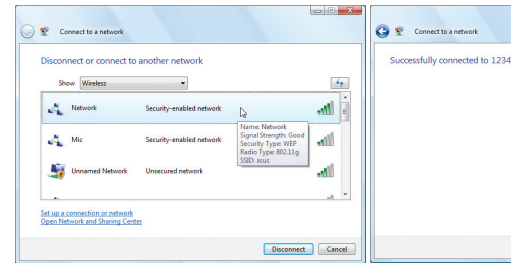 Connect to a network
Disconnect or connect to another network
Show Wireless
Network Security-enabled network
Name: Network
Signal Strength: Good
Security Type: WEP
Radio Type: 802.11g
SSID: asus
Mic Security-enabled network
Unnamed Network Unsecured network
Set up a connection or network
Open Network and Sharing Center
Disconnect Cancel
Connect to a network
Successfully connected to 1234